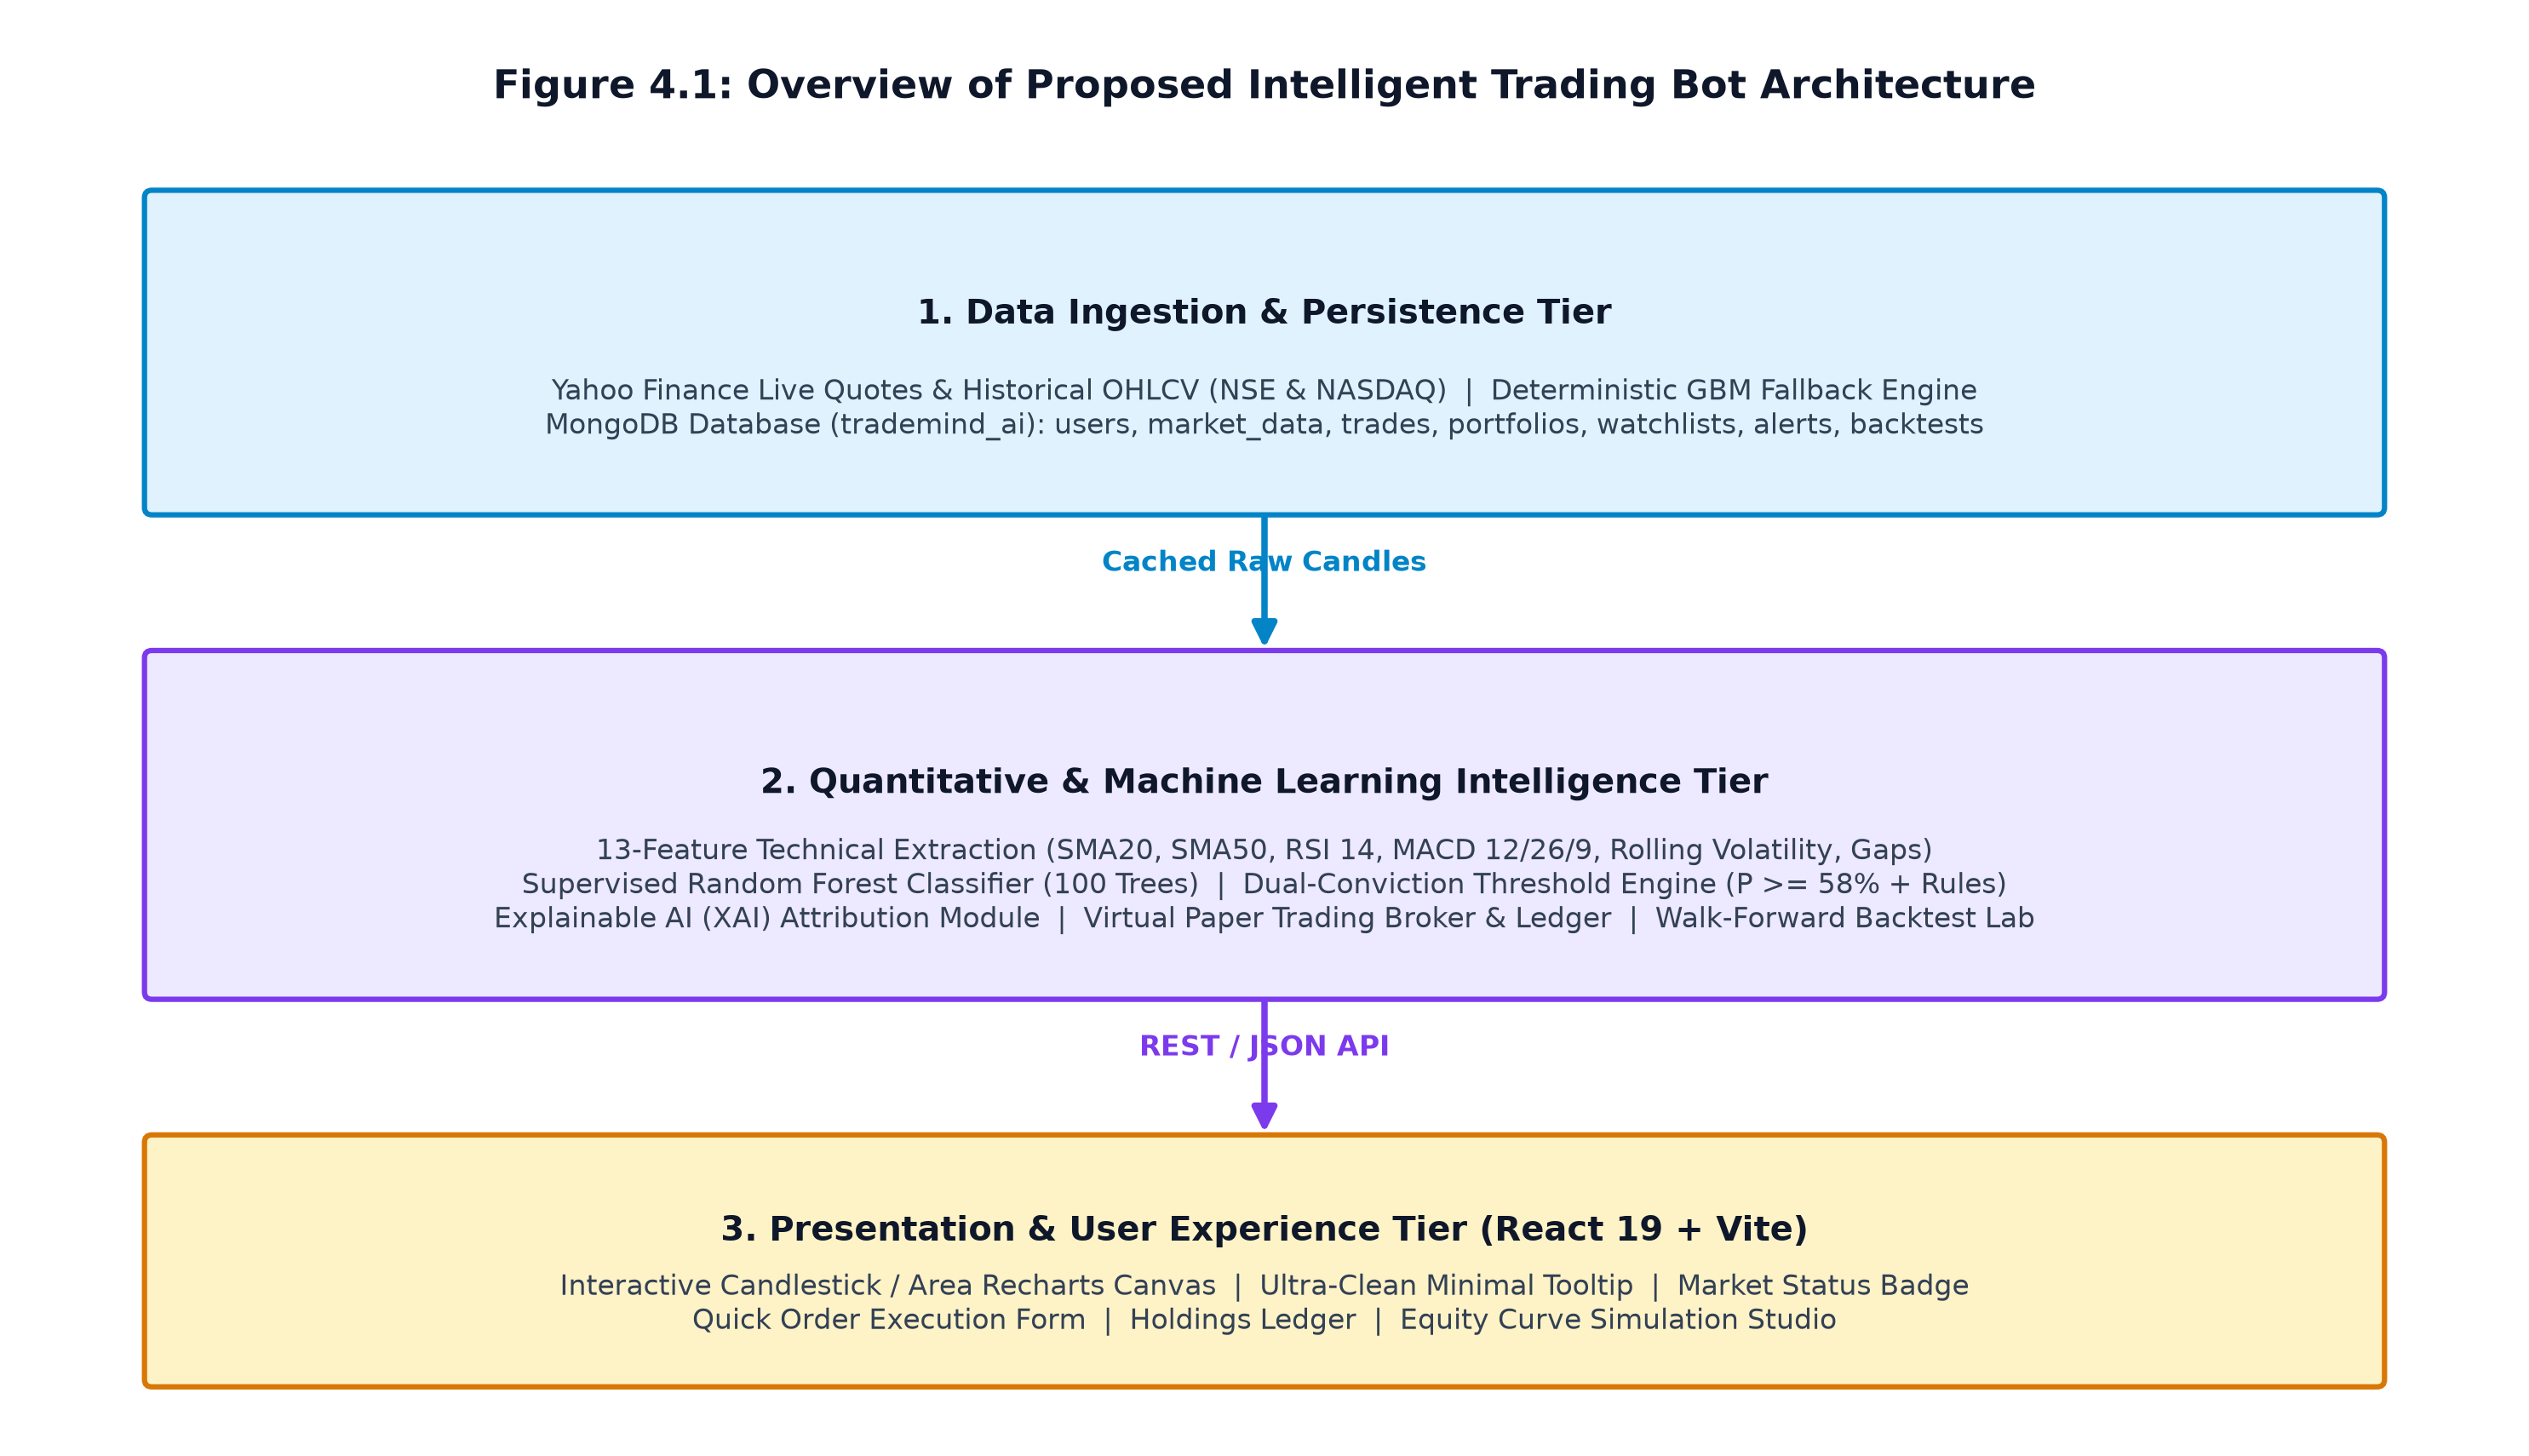 Figure 4.1: Overview of Proposed Intelligent Trading Bot Architecture
1. Data Ingestion & Persistence Tier
Yahoo Finance Live Quotes & Historical OHLCV (NSE & NASDAQ) | Deterministic GBM Fallback Engine
MongoDB Database (trademind_ai): users, market_data, trades, portfolios, watchlists, alerts, backtests
Cached Raw Candles
2. Quantitative & Machine Learning Intelligence Tier
13-Feature Technical Extraction (SMA20, SMA50, RSI 14, MACD 12/26/9, Rolling Volatility, Gaps)
Supervised Random Forest Classifier (100 Trees) | Dual-Conviction Threshold Engine (P >= 58% + Rules)
Explainable AI (XAI) Attribution Module | Virtual Paper Trading Broker & Ledger | Walk-Forward Backtest Lab
REST / JSON API
3. Presentation & User Experience Tier (React 19 + Vite)
Interactive Candlestick / Area Recharts Canvas | Ultra-Clean Minimal Tooltip | Market Status Badge
Quick Order Execution Form | Holdings Ledger | Equity Curve Simulation Studio